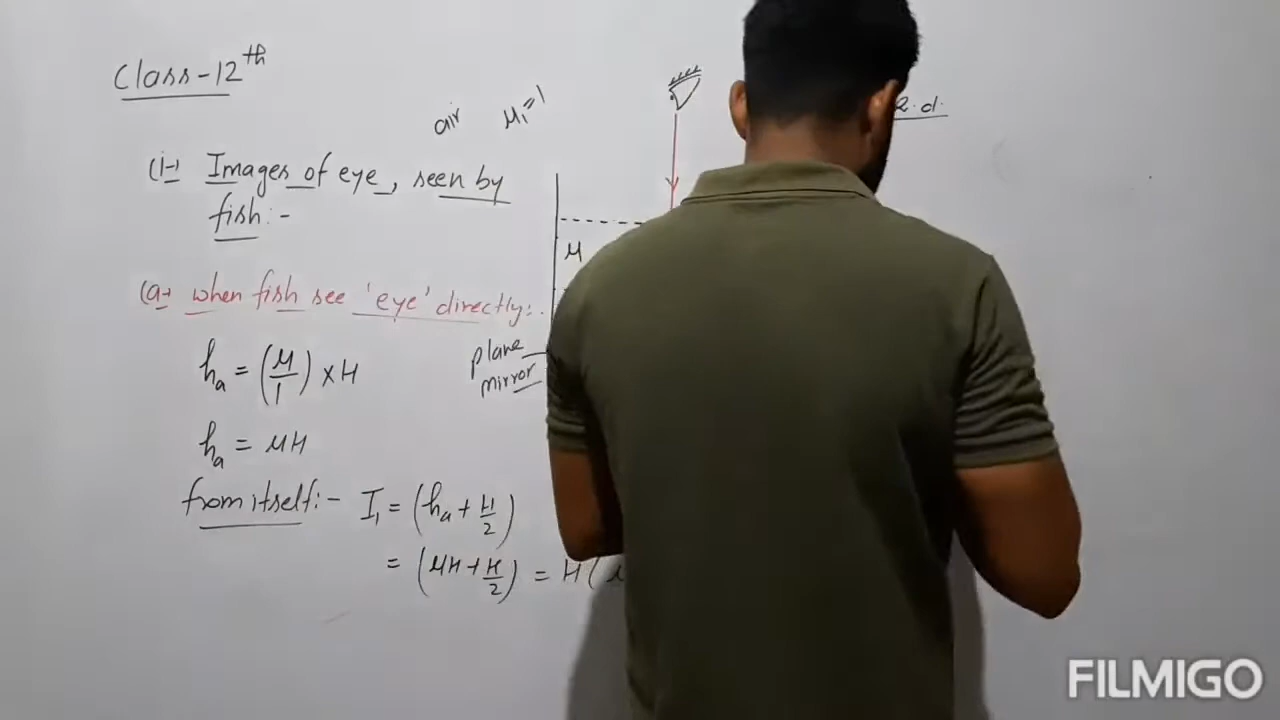 Class-12th
air μ₁=1
R.d.
(i→ Images of eye, seen by
fish:-
μ
(a→ when fish see 'eye' directly:.
plane
mirror
hₐ = (μ/1) × H
hₐ = μH
from itself:- I₁ = (hₐ + H/2)
= (μH + H/2) = H(μ
FILMIGO